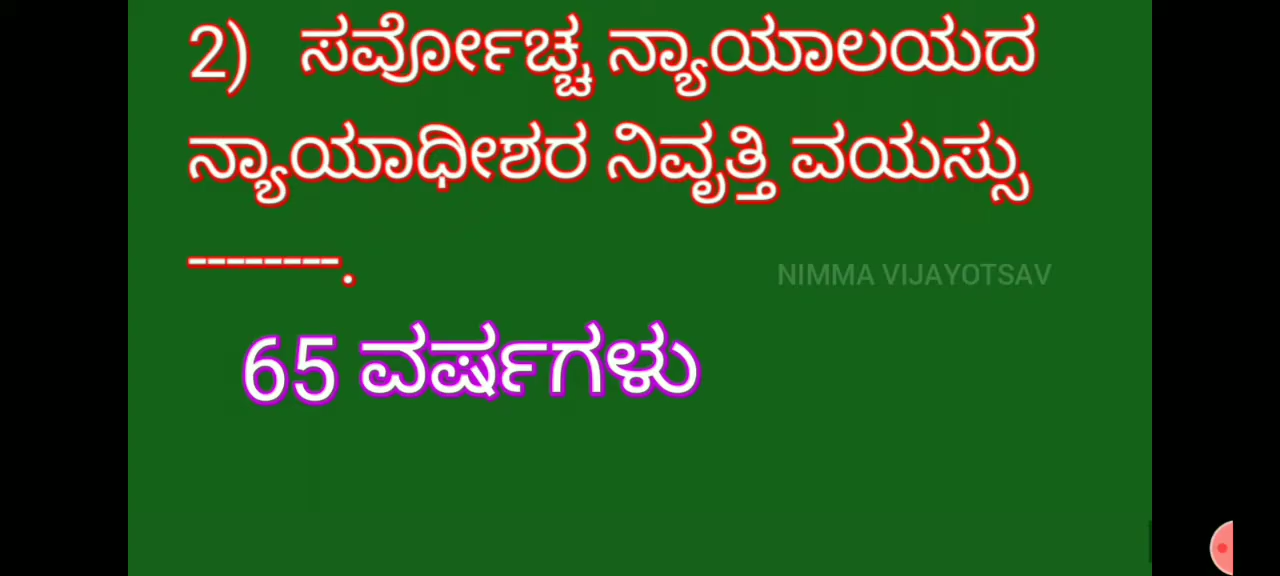 2) ಸರ್ವೋಚ್ಚ ನ್ಯಾಯಾಲಯದ
ನ್ಯಾಯಾಧೀಶರ ನಿವೃತ್ತಿ ವಯಸ್ಸು
--------.
NIMMA VIJAYOTSAV
65 ವರ್ಷಗಳು